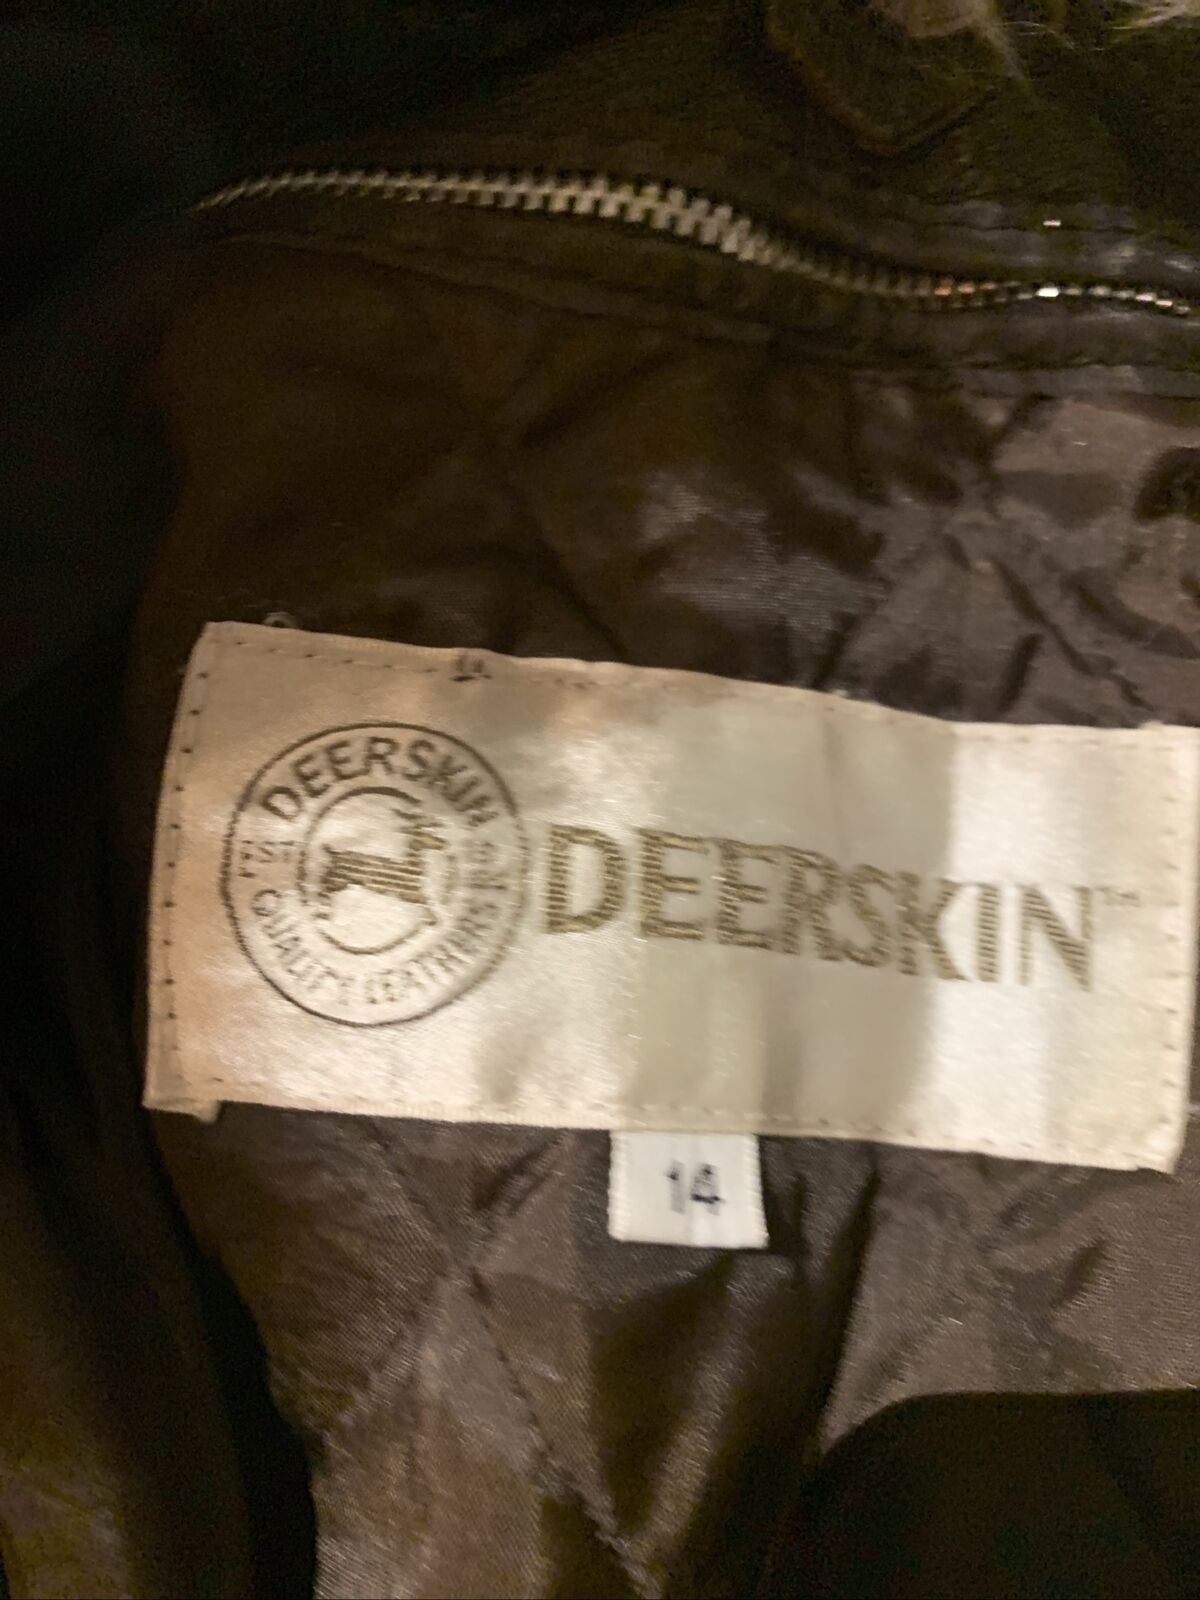 DEERSKIN
EST
QUALITY LEATHERS
DEERSKIN™
14